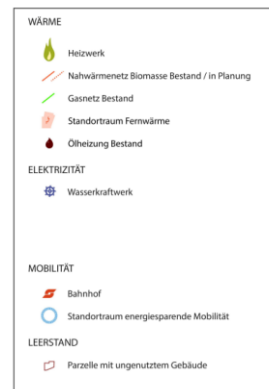 WÄRME
Heizwerk
Nahwärmenetz Biomasse Bestand / in Planung
Gasnetz Bestand
Standortraum Fernwärme
Ölheizung Bestand
ELEKTRIZITÄT
Wasserkraftwerk
MOBILITÄT
Bahnhof
Standortraum energiesparende Mobilität
LEERSTAND
Parzelle mit ungenutztem Gebäude